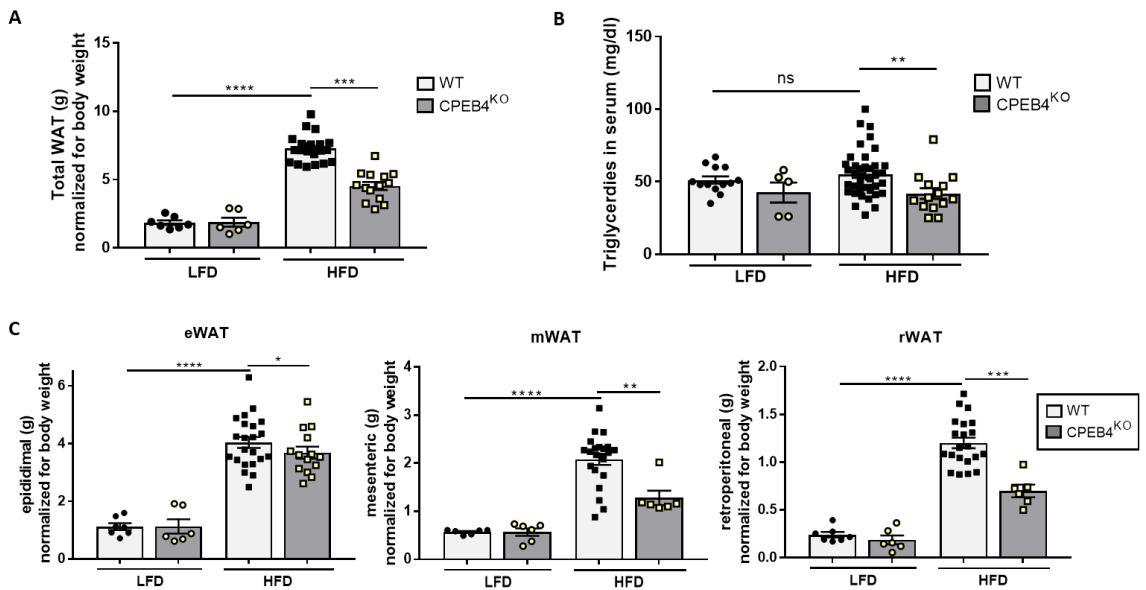 A
Total WAT (g)
normalized for body weight
15
10
5
0
****
***
WT
CPEB4KO
LFD
HFD
B
Triglycerdies in serum (mg/dl)
150
100
50
0
ns
**
WT
CPEB4KO
LFD
HFD
C
eWAT
epididimal (g)
normalized for body weight
6
4
2
0
****
*
LFD
HFD
mWAT
mesenteric (g)
normalized for body weight
4
3
2
1
0
****
**
LFD
HFD
rWAT
retroperitoneal (g)
normalized for body weight
2.0
1.5
1.0
0.5
0.0
****
***
LFD
HFD
WT
CPEB4KO